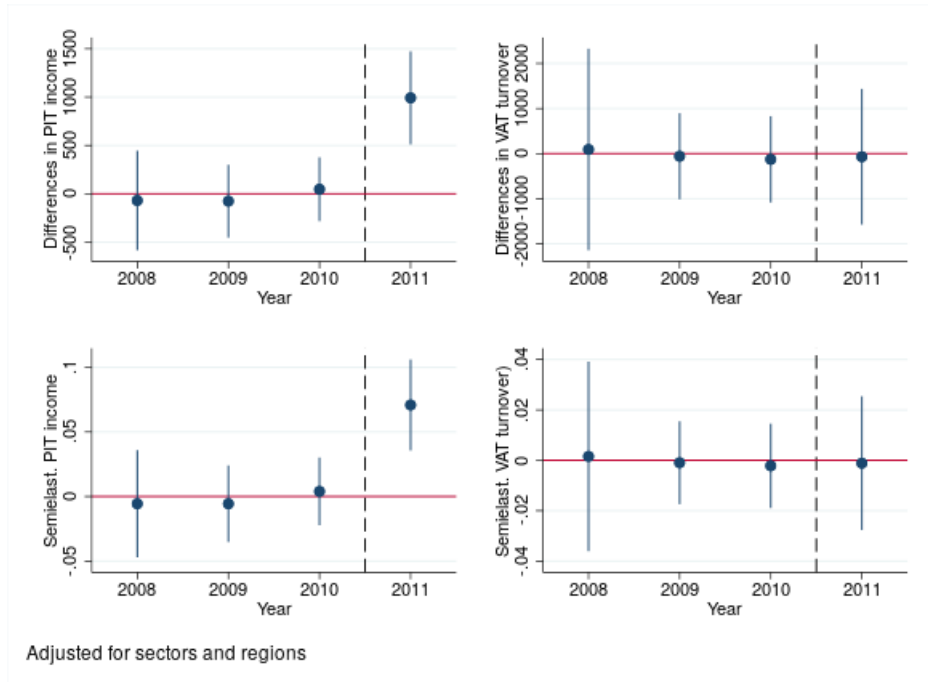 Differences in PIT income
1500
1000
500
0
-500
2008 2009 2010 2011
Year
Differences in VAT turnover
2000
1000
0
-1000
-2000
2008 2009 2010 2011
Year
Semielast. PIT income
.1
.05
0
-.05
2008 2009 2010 2011
Year
Semielast. VAT turnover)
.04
.02
0
-.02
-.04
2008 2009 2010 2011
Year
Adjusted for sectors and regions